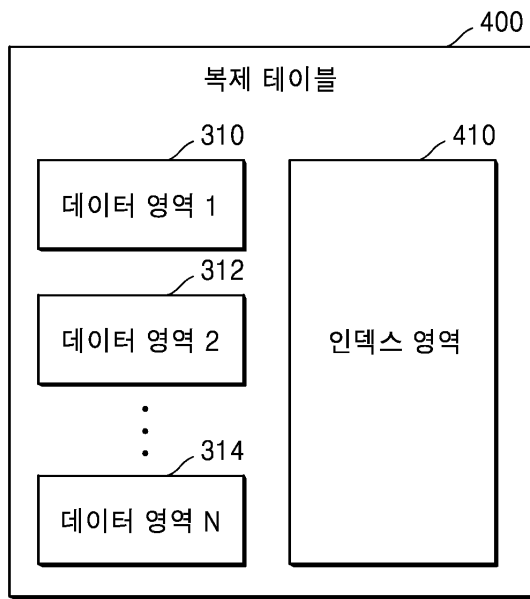 400
복제 테이블
310
데이터 영역 1
312
데이터 영역 2
314
데이터 영역 N
410
인덱스 영역